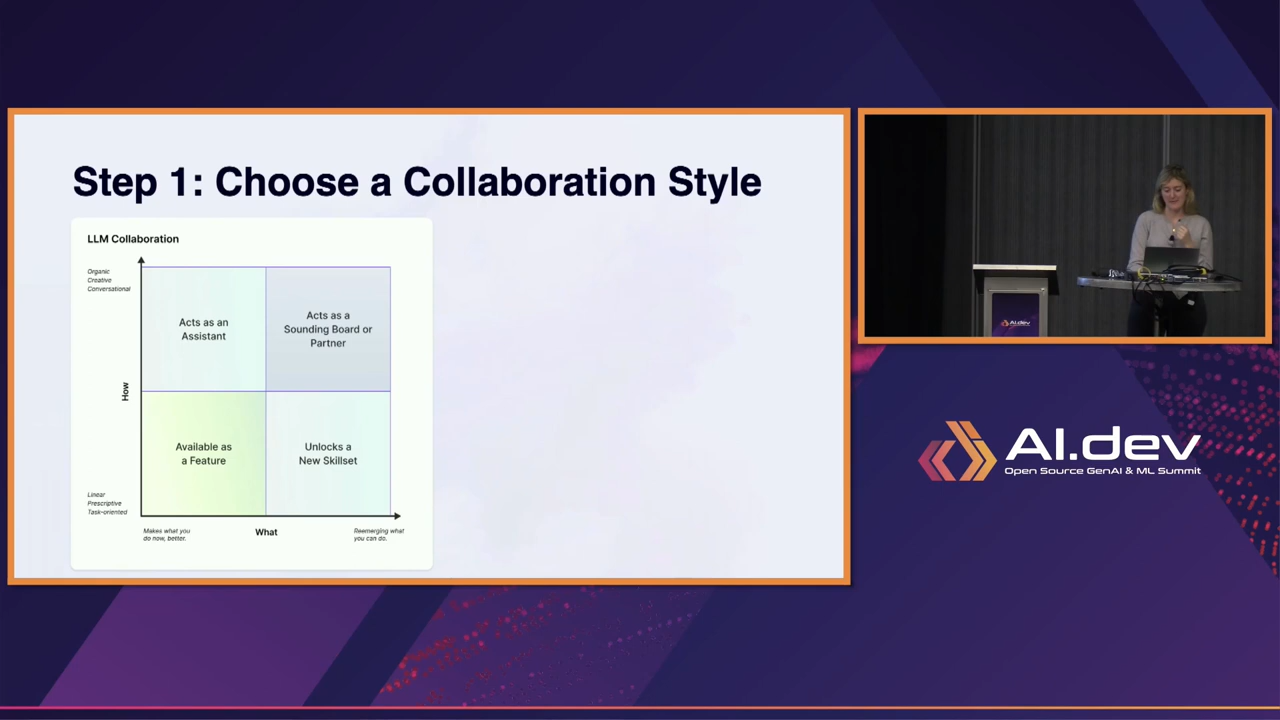 Step 1: Choose a Collaboration Style
LLM Collaboration
Organic
Creative
Conversational
Acts as an
Assistant
Acts as a
Sounding Board or
Partner
How
Available as
a Feature
Unlocks a
New Skillset
Linear
Prescriptive
Task-oriented
Makes what you
do now, better.
What
Reemerging what
you can do.
AI.dev
AI.dev
Open Source GenAI & ML Summit